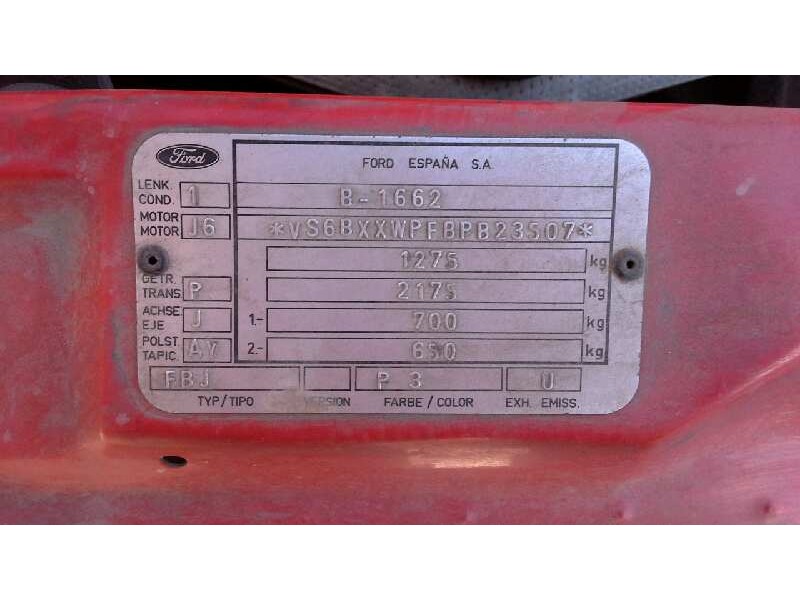 Ford
FORD ESPAÑA S.A.
LENK. COND. 1 B-1662
MOTOR MOTOR J6 *VS6BXXWPFBPB23507*
1275 kg
GETR. TRANS P 2175 kg
ACHSE EJE J 1.- 700 kg
POLST. TAPIC. AY 2.- 650 kg
FBJ P 3 U
TYP/TIPO VERSION FARBE/COLOR EXH. EMISS.